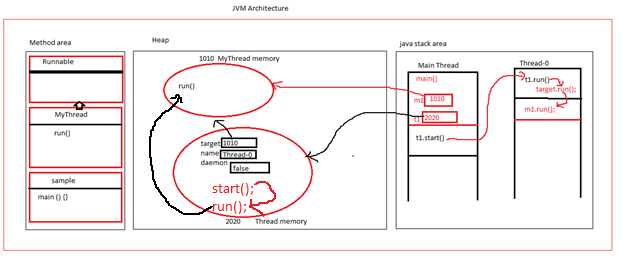 JVM Architecture
Method area
Runnable
MyThread
run()
sample
main () {}
Heap
1010 MyThread memory
run()
target 1010
name Thread-0
daemon
false
start();
run();
2020 Thread memory
java stack area
Main Thread
main()
m1 1010
t1 2020
t1.start()
Thread-0
t1.run()
target.run();
m1.run();